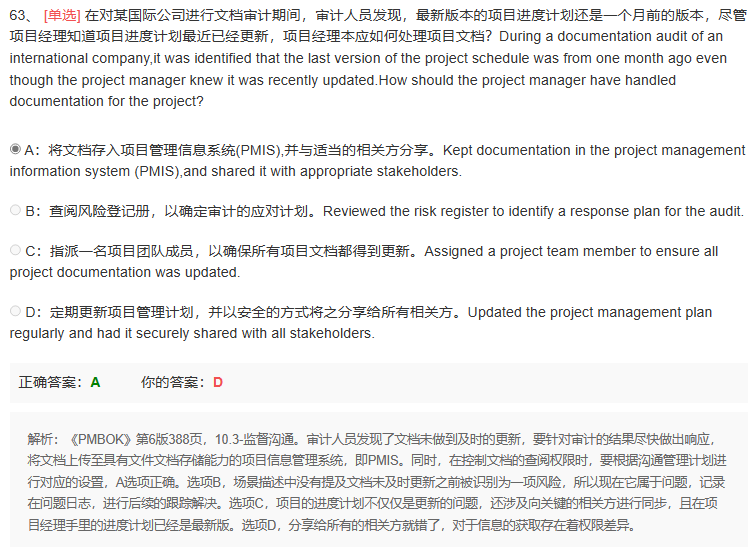 63、 [单选] 在对某国际公司进行文档审计期间，审计人员发现，最新版本的项目进度计划还是一个月前的版本，尽管
项目经理知道项目进度计划最近已经更新，项目经理本应如何处理项目文档？During a documentation audit of an
international company,it was identified that the last version of the project schedule was from one month ago even
though the project manager knew it was recently updated.How should the project manager have handled
documentation for the project?
A：将文档存入项目管理信息系统(PMIS),并与适当的相关方分享。Kept documentation in the project management
information system (PMIS),and shared it with appropriate stakeholders.
B：查阅风险登记册，以确定审计的应对计划。Reviewed the risk register to identify a response plan for the audit.
C：指派一名项目团队成员，以确保所有项目文档都得到更新。Assigned a project team member to ensure all
project documentation was updated.
D：定期更新项目管理计划，并以安全的方式将之分享给所有相关方。Updated the project management plan
regularly and had it securely shared with all stakeholders.
正确答案：A 你的答案：D
解析：《PMBOK》第6版388页，10.3-监督沟通。审计人员发现了文档未做到及时的更新，要针对审计的结果尽快做出响应，
将文档上传至具有文件文档存储能力的项目信息管理系统，即PMIS。同时，在控制文档的查阅权限时，要根据沟通管理计划进
行对应的设置，A选项正确。选项B，场景描述中没有提及文档未及时更新之前被识别为一项风险，所以现在它属于问题，记录
在问题日志，进行后续的跟踪解决。选项C，项目的进度计划不仅仅是更新的问题，还涉及向关键的相关方进行同步，且在项
目经理手里的进度计划已经是最新版。选项D，分享给所有的相关方就错了，对于信息的获取存在着权限差异。